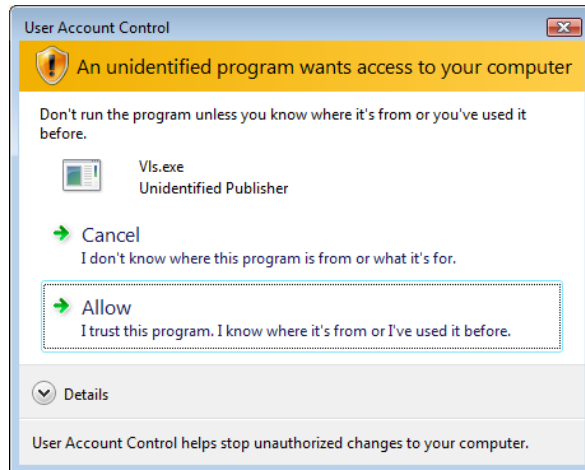 User Account Control
An unidentified program wants access to your computer
Don't run the program unless you know where it's from or you've used it
before.
Vls.exe
Unidentified Publisher
Cancel
I don't know where this program is from or what it's for.
Allow
I trust this program. I know where it's from or I've used it before.
Details
User Account Control helps stop unauthorized changes to your computer.